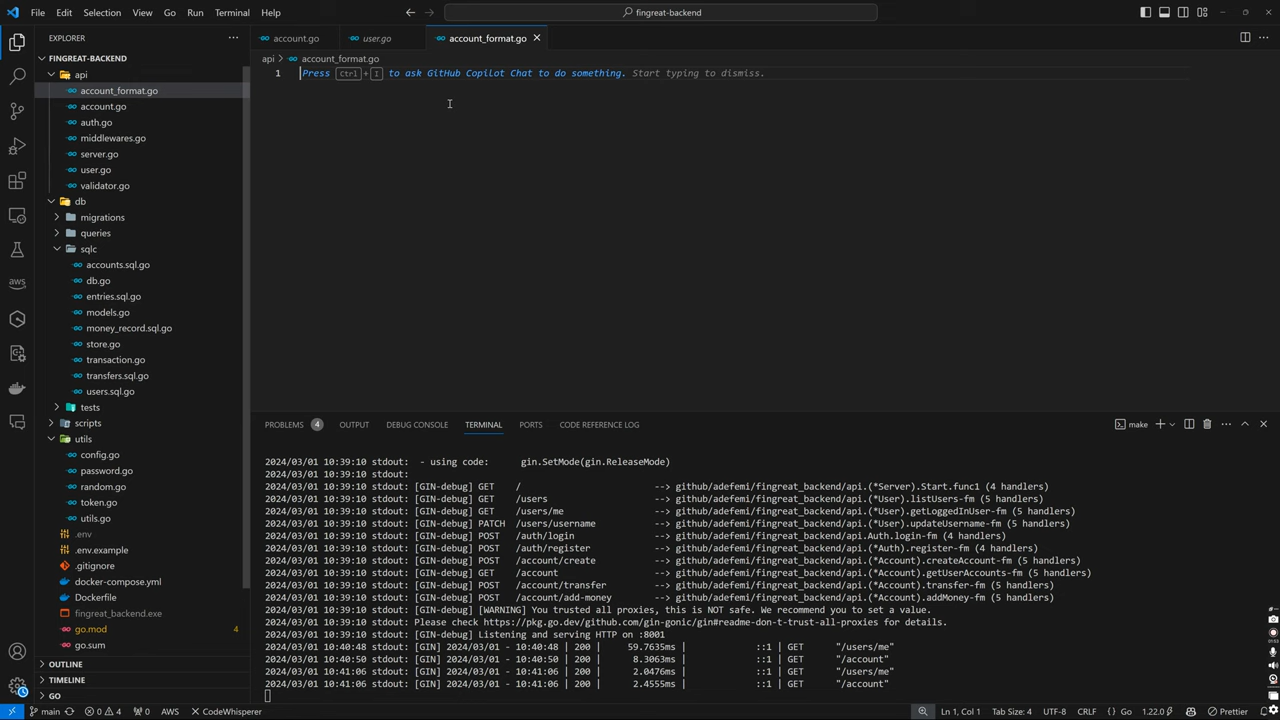 File Edit Selection View Go Run Terminal Help
fingreat-backend
EXPLORER
account.go
user.go
account_format.go
FINGREAT-BACKEND
api
account_format.go
account.go
auth.go
middlewares.go
server.go
user.go
validator.go
db
migrations
queries
sqlc
accounts.sql.go
db.go
entries.sql.go
models.go
money_record.sql.go
store.go
transaction.go
transfers.sql.go
users.sql.go
tests
scripts
utils
config.go
password.go
random.go
token.go
utils.go
.env
.env.example
.gitignore
docker-compose.yml
Dockerfile
fingreat_backend.exe
go.mod 4
go.sum
OUTLINE
TIMELINE
GO
aws
api > account_format.go
1 Press Ctrl + I to ask GitHub Copilot Chat to do something. Start typing to dismiss.
PROBLEMS 4 OUTPUT DEBUG CONSOLE TERMINAL PORTS CODE REFERENCE LOG
make
2024/03/01 10:39:10 stdout: - using code: gin.SetMode(gin.ReleaseMode)
2024/03/01 10:39:10 stdout:
2024/03/01 10:39:10 stdout: [GIN-debug] GET / --> github/adefemi/fingreat_backend/api.(*Server).Start.func1 (4 handlers)
2024/03/01 10:39:10 stdout: [GIN-debug] GET /users --> github/adefemi/fingreat_backend/api.(*User).listUsers-fm (5 handlers)
2024/03/01 10:39:10 stdout: [GIN-debug] GET /users/me --> github/adefemi/fingreat_backend/api.(*User).getLoggedInUser-fm (5 handlers)
2024/03/01 10:39:10 stdout: [GIN-debug] PATCH /users/username --> github/adefemi/fingreat_backend/api.(*User).updateUsername-fm (5 handlers)
2024/03/01 10:39:10 stdout: [GIN-debug] POST /auth/login --> github/adefemi/fingreat_backend/api.Auth.login-fm (4 handlers)
2024/03/01 10:39:10 stdout: [GIN-debug] POST /auth/register --> github/adefemi/fingreat_backend/api.(*Auth).register-fm (4 handlers)
2024/03/01 10:39:10 stdout: [GIN-debug] POST /account/create --> github/adefemi/fingreat_backend/api.(*Account).createAccount-fm (5 handlers)
2024/03/01 10:39:10 stdout: [GIN-debug] GET /account --> github/adefemi/fingreat_backend/api.(*Account).getUserAccounts-fm (5 handlers)
2024/03/01 10:39:10 stdout: [GIN-debug] POST /account/transfer --> github/adefemi/fingreat_backend/api.(*Account).transfer-fm (5 handlers)
2024/03/01 10:39:10 stdout: [GIN-debug] POST /account/add-money --> github/adefemi/fingreat_backend/api.(*Account).addMoney-fm (5 handlers)
2024/03/01 10:39:10 stdout: [GIN-debug] [WARNING] You trusted all proxies, this is NOT safe. We recommend you to set a value.
2024/03/01 10:39:10 stdout: Please check https://pkg.go.dev/github.com/gin-gonic/gin#readme-don-t-trust-all-proxies for details.
2024/03/01 10:39:10 stdout: [GIN-debug] Listening and serving HTTP on :8001
2024/03/01 10:40:48 stdout: [GIN] 2024/03/01 - 10:40:48 | 200 | 59.7635ms | ::1 | GET "/users/me"
2024/03/01 10:40:50 stdout: [GIN] 2024/03/01 - 10:40:50 | 200 | 8.3063ms | ::1 | GET "/account"
2024/03/01 10:41:06 stdout: [GIN] 2024/03/01 - 10:41:06 | 200 | 2.0476ms | ::1 | GET "/users/me"
2024/03/01 10:41:06 stdout: [GIN] 2024/03/01 - 10:41:06 | 200 | 2.4555ms | ::1 | GET "/account"
main 0 4 0 AWS CodeWhisperer
Ln 1, Col 1 Tab Size: 4 UTF-8 CRLF Go 1.22.0 Prettier